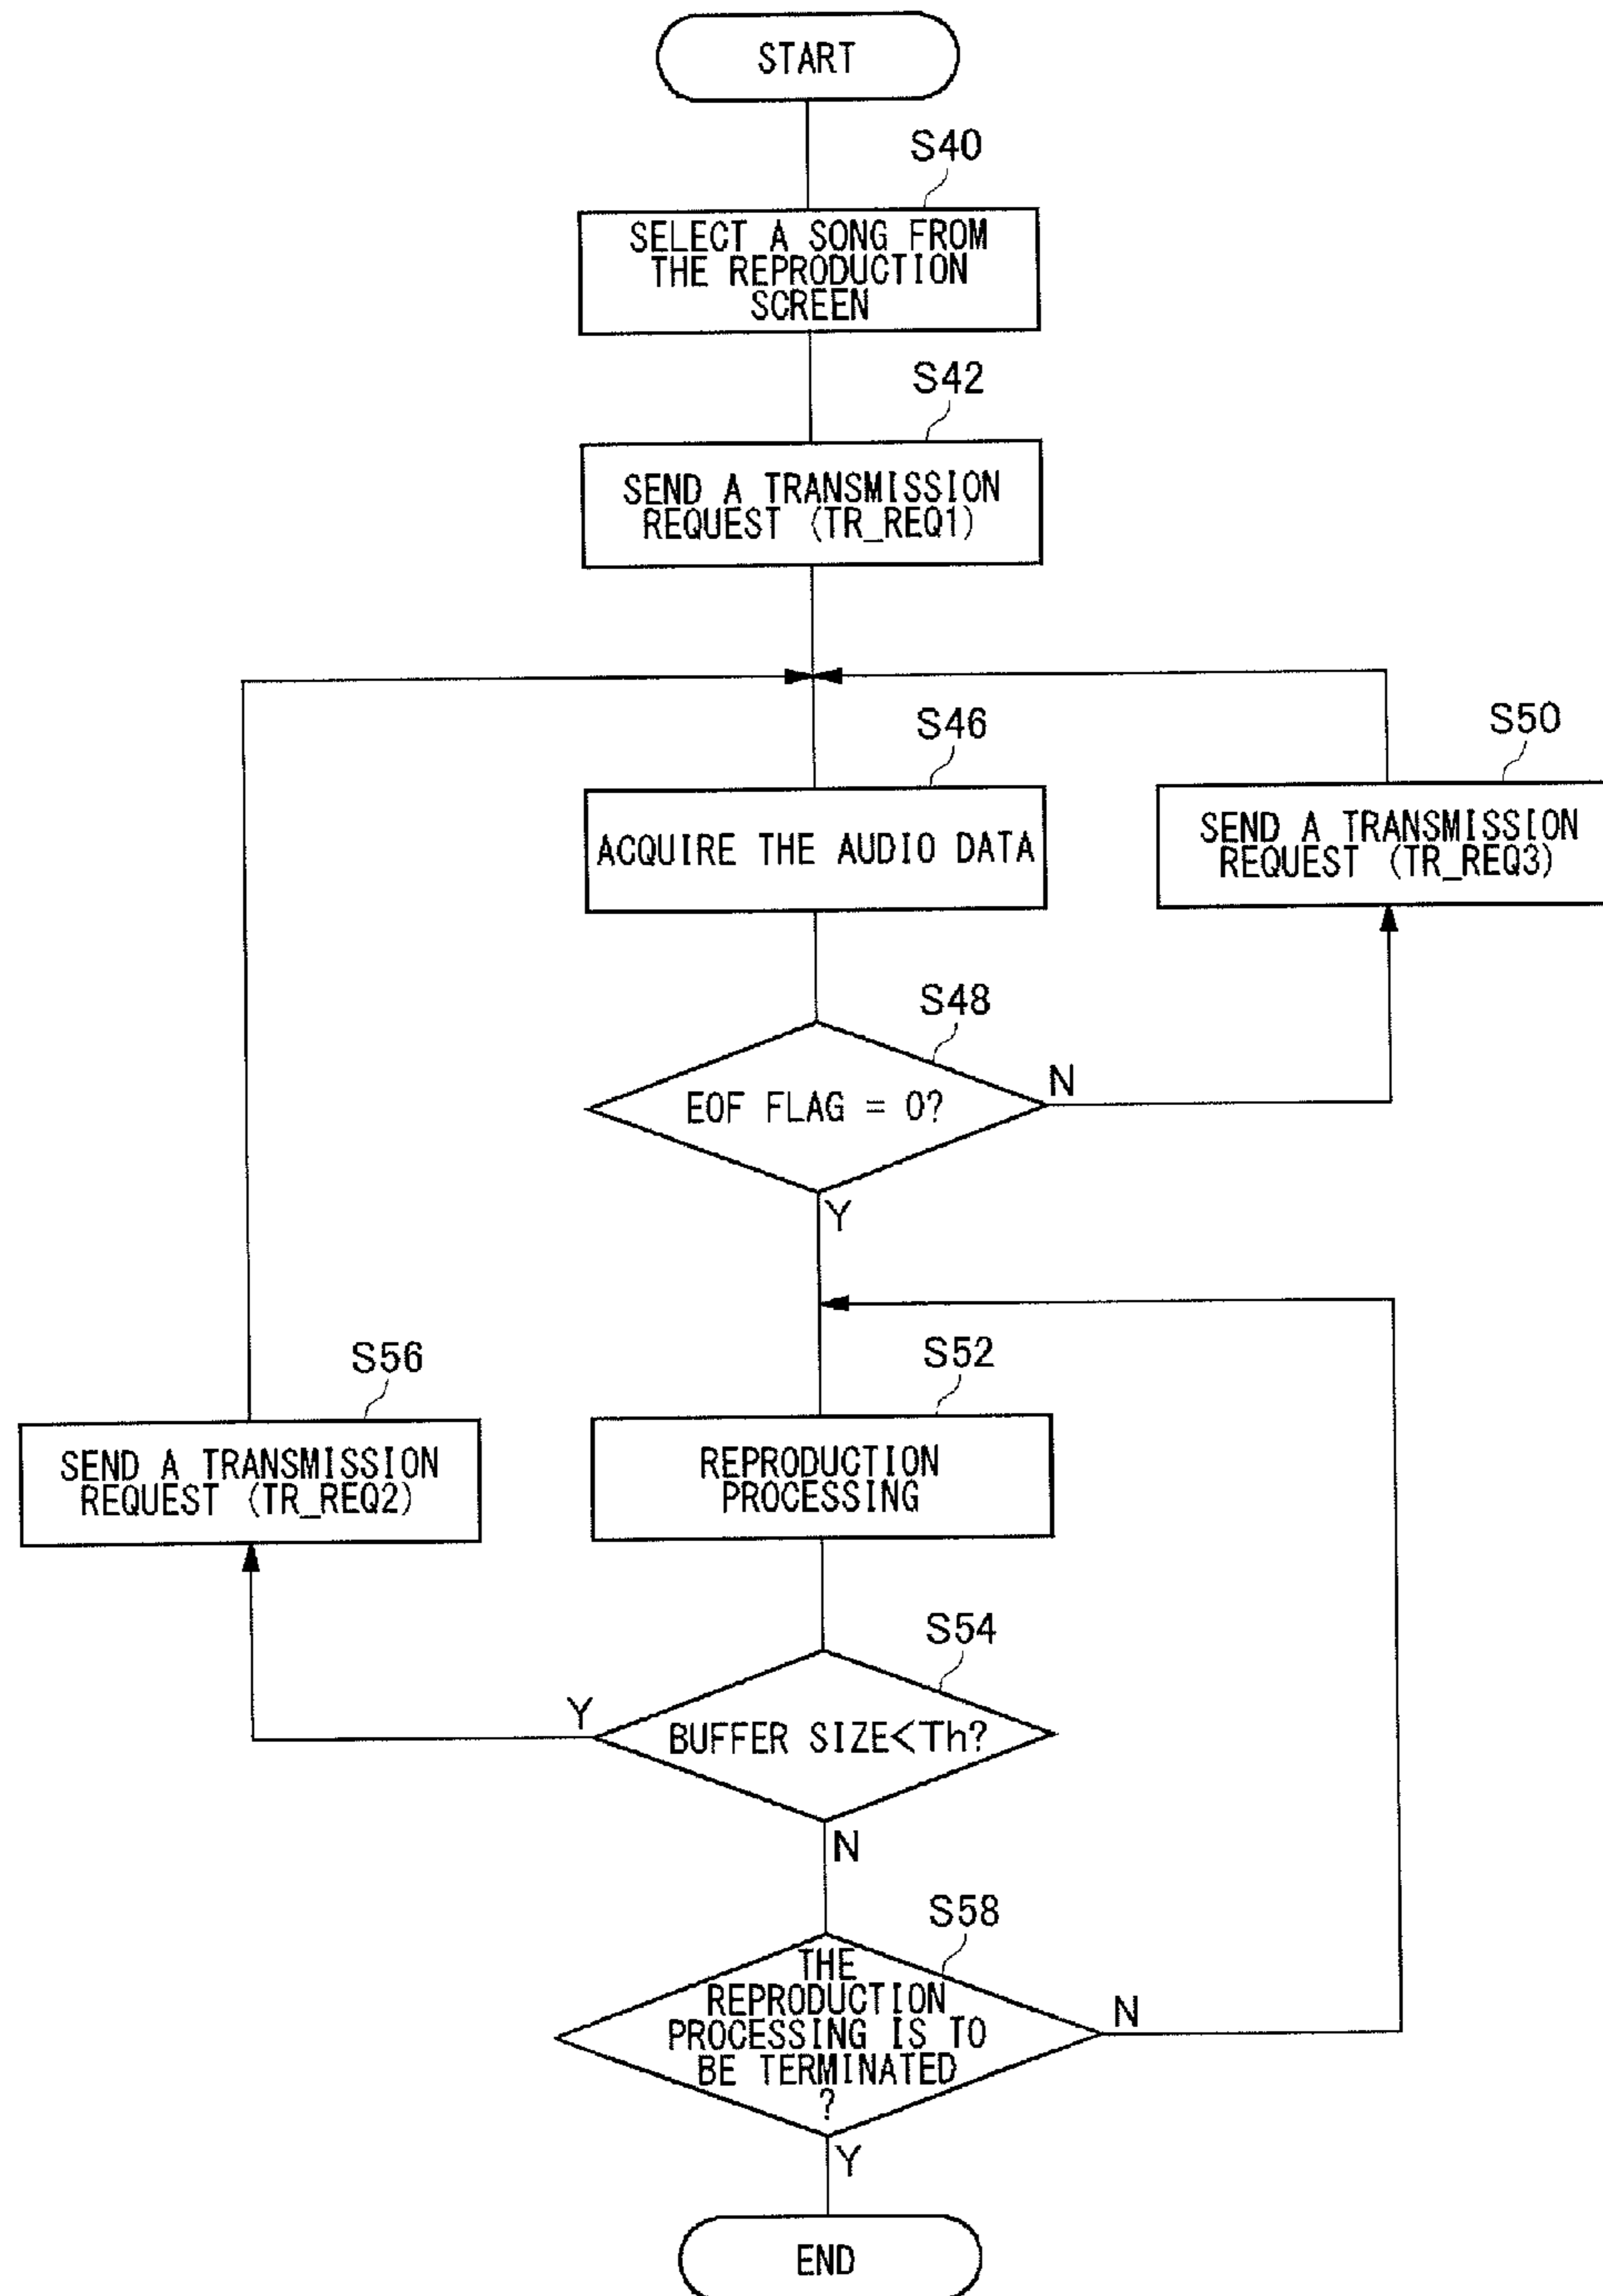 START
S40
SELECT A SONG FROM
THE REPRODUCTION
SCREEN
S42
SEND A TRANSMISSION
REQUEST (TR_REQ1)
S46
ACQUIRE THE AUDIO DATA
S50
SEND A TRANSMISSION
REQUEST (TR_REQ3)
S48
EOF FLAG = 0?
N
Y
S56
SEND A TRANSMISSION
REQUEST (TR_REQ2)
S52
REPRODUCTION
PROCESSING
S54
Y
BUFFER SIZE<Th?
N
S58
THE
REPRODUCTION
PROCESSING IS TO
BE TERMINATED
?
N
Y
END